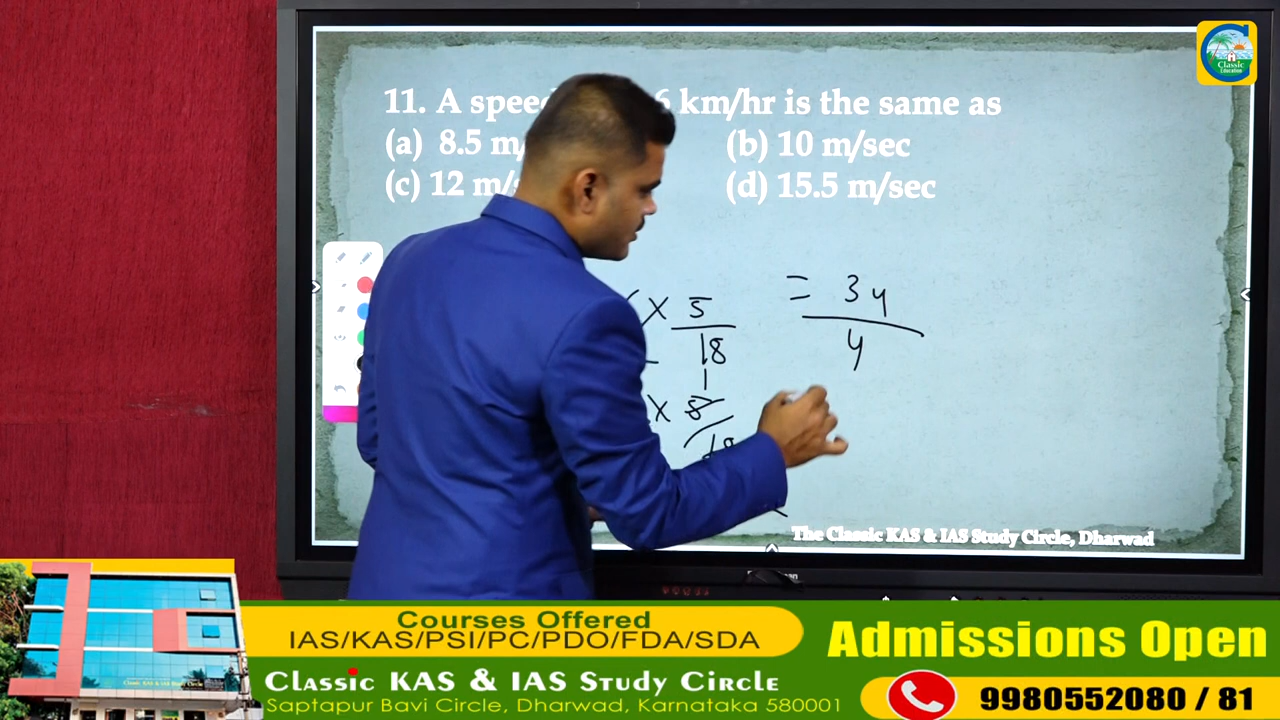 Classic
Education
11. A speed 6 km/hr is the same as
(a) 8.5 m/ (b) 10 m/sec
(c) 12 m/s (d) 15.5 m/sec
X 5 = 34
18 4
X 5
18
The Classic KAS & IAS Study Circle, Dharwad
Courses Offered
IAS/KAS/PSI/PC/PDO/FDA/SDA
Classic KAS & IAS Study Circle
Saptapur Bavi Circle, Dharwad, Karnataka 580001
Admissions Open
9980552080 / 81